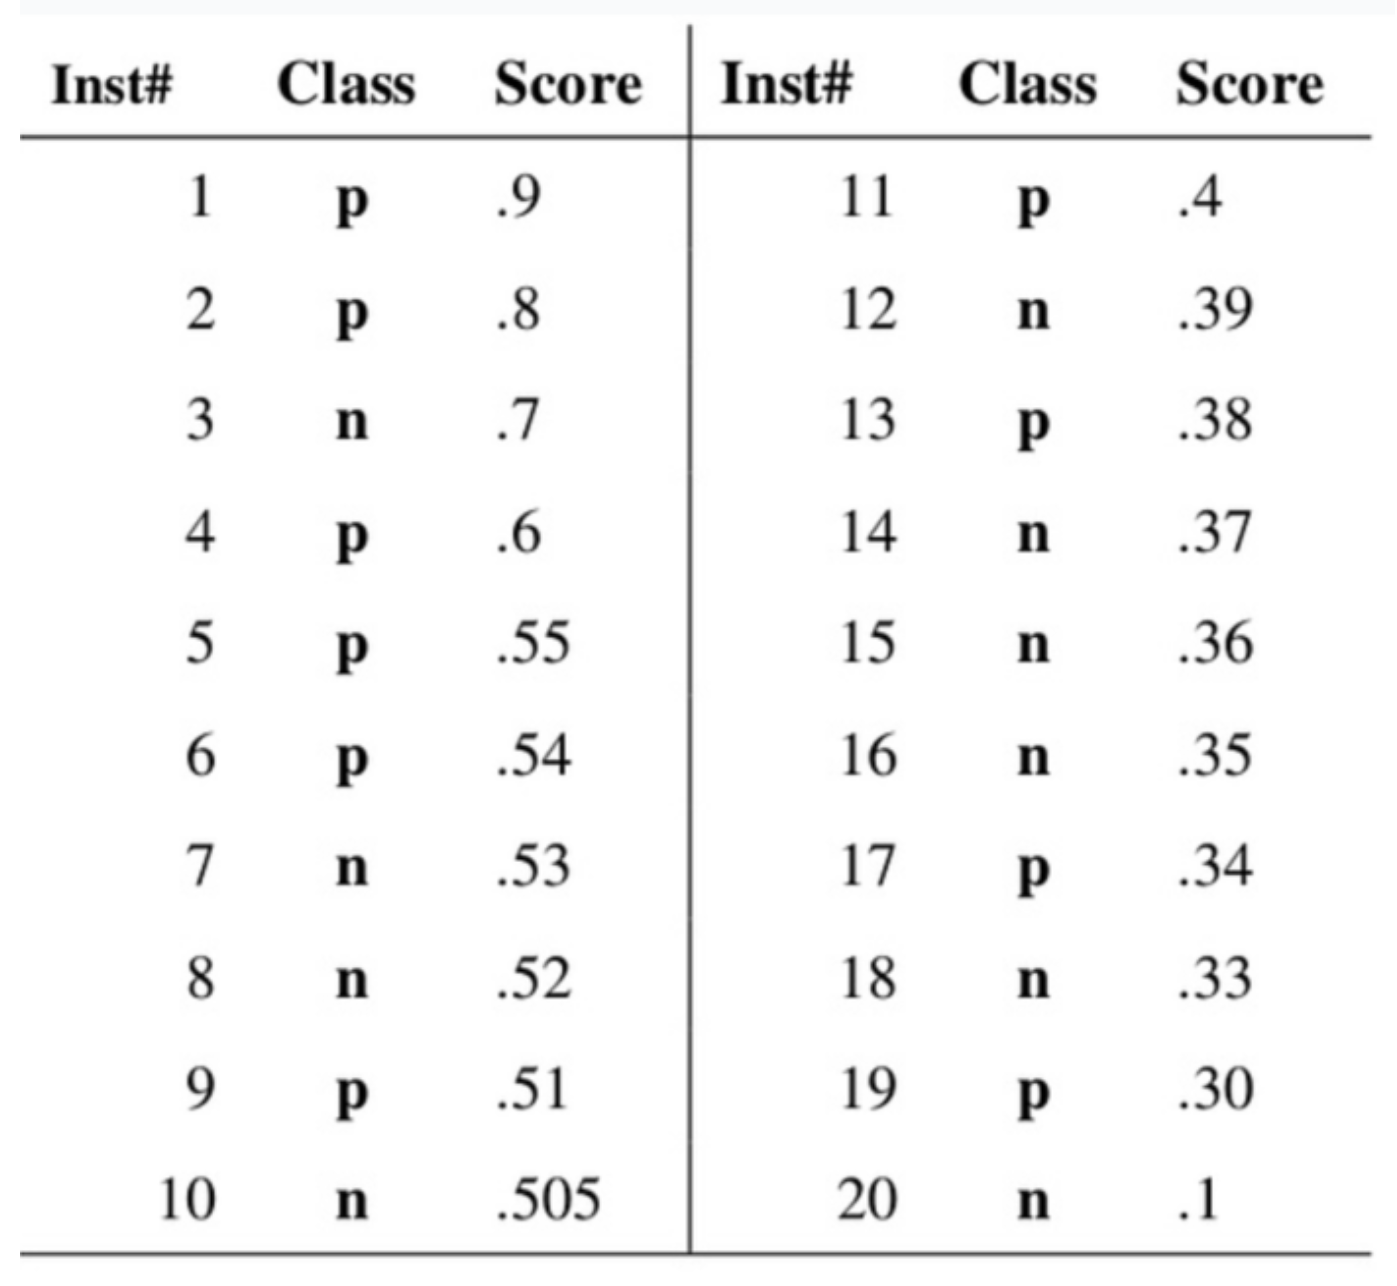 Inst# Class Score Inst# Class Score
1 p .9 11 p .4
2 p .8 12 n .39
3 n .7 13 p .38
4 p .6 14 n .37
5 p .55 15 n .36
6 p .54 16 n .35
7 n .53 17 p .34
8 n .52 18 n .33
9 p .51 19 p .30
10 n .505 20 n .1